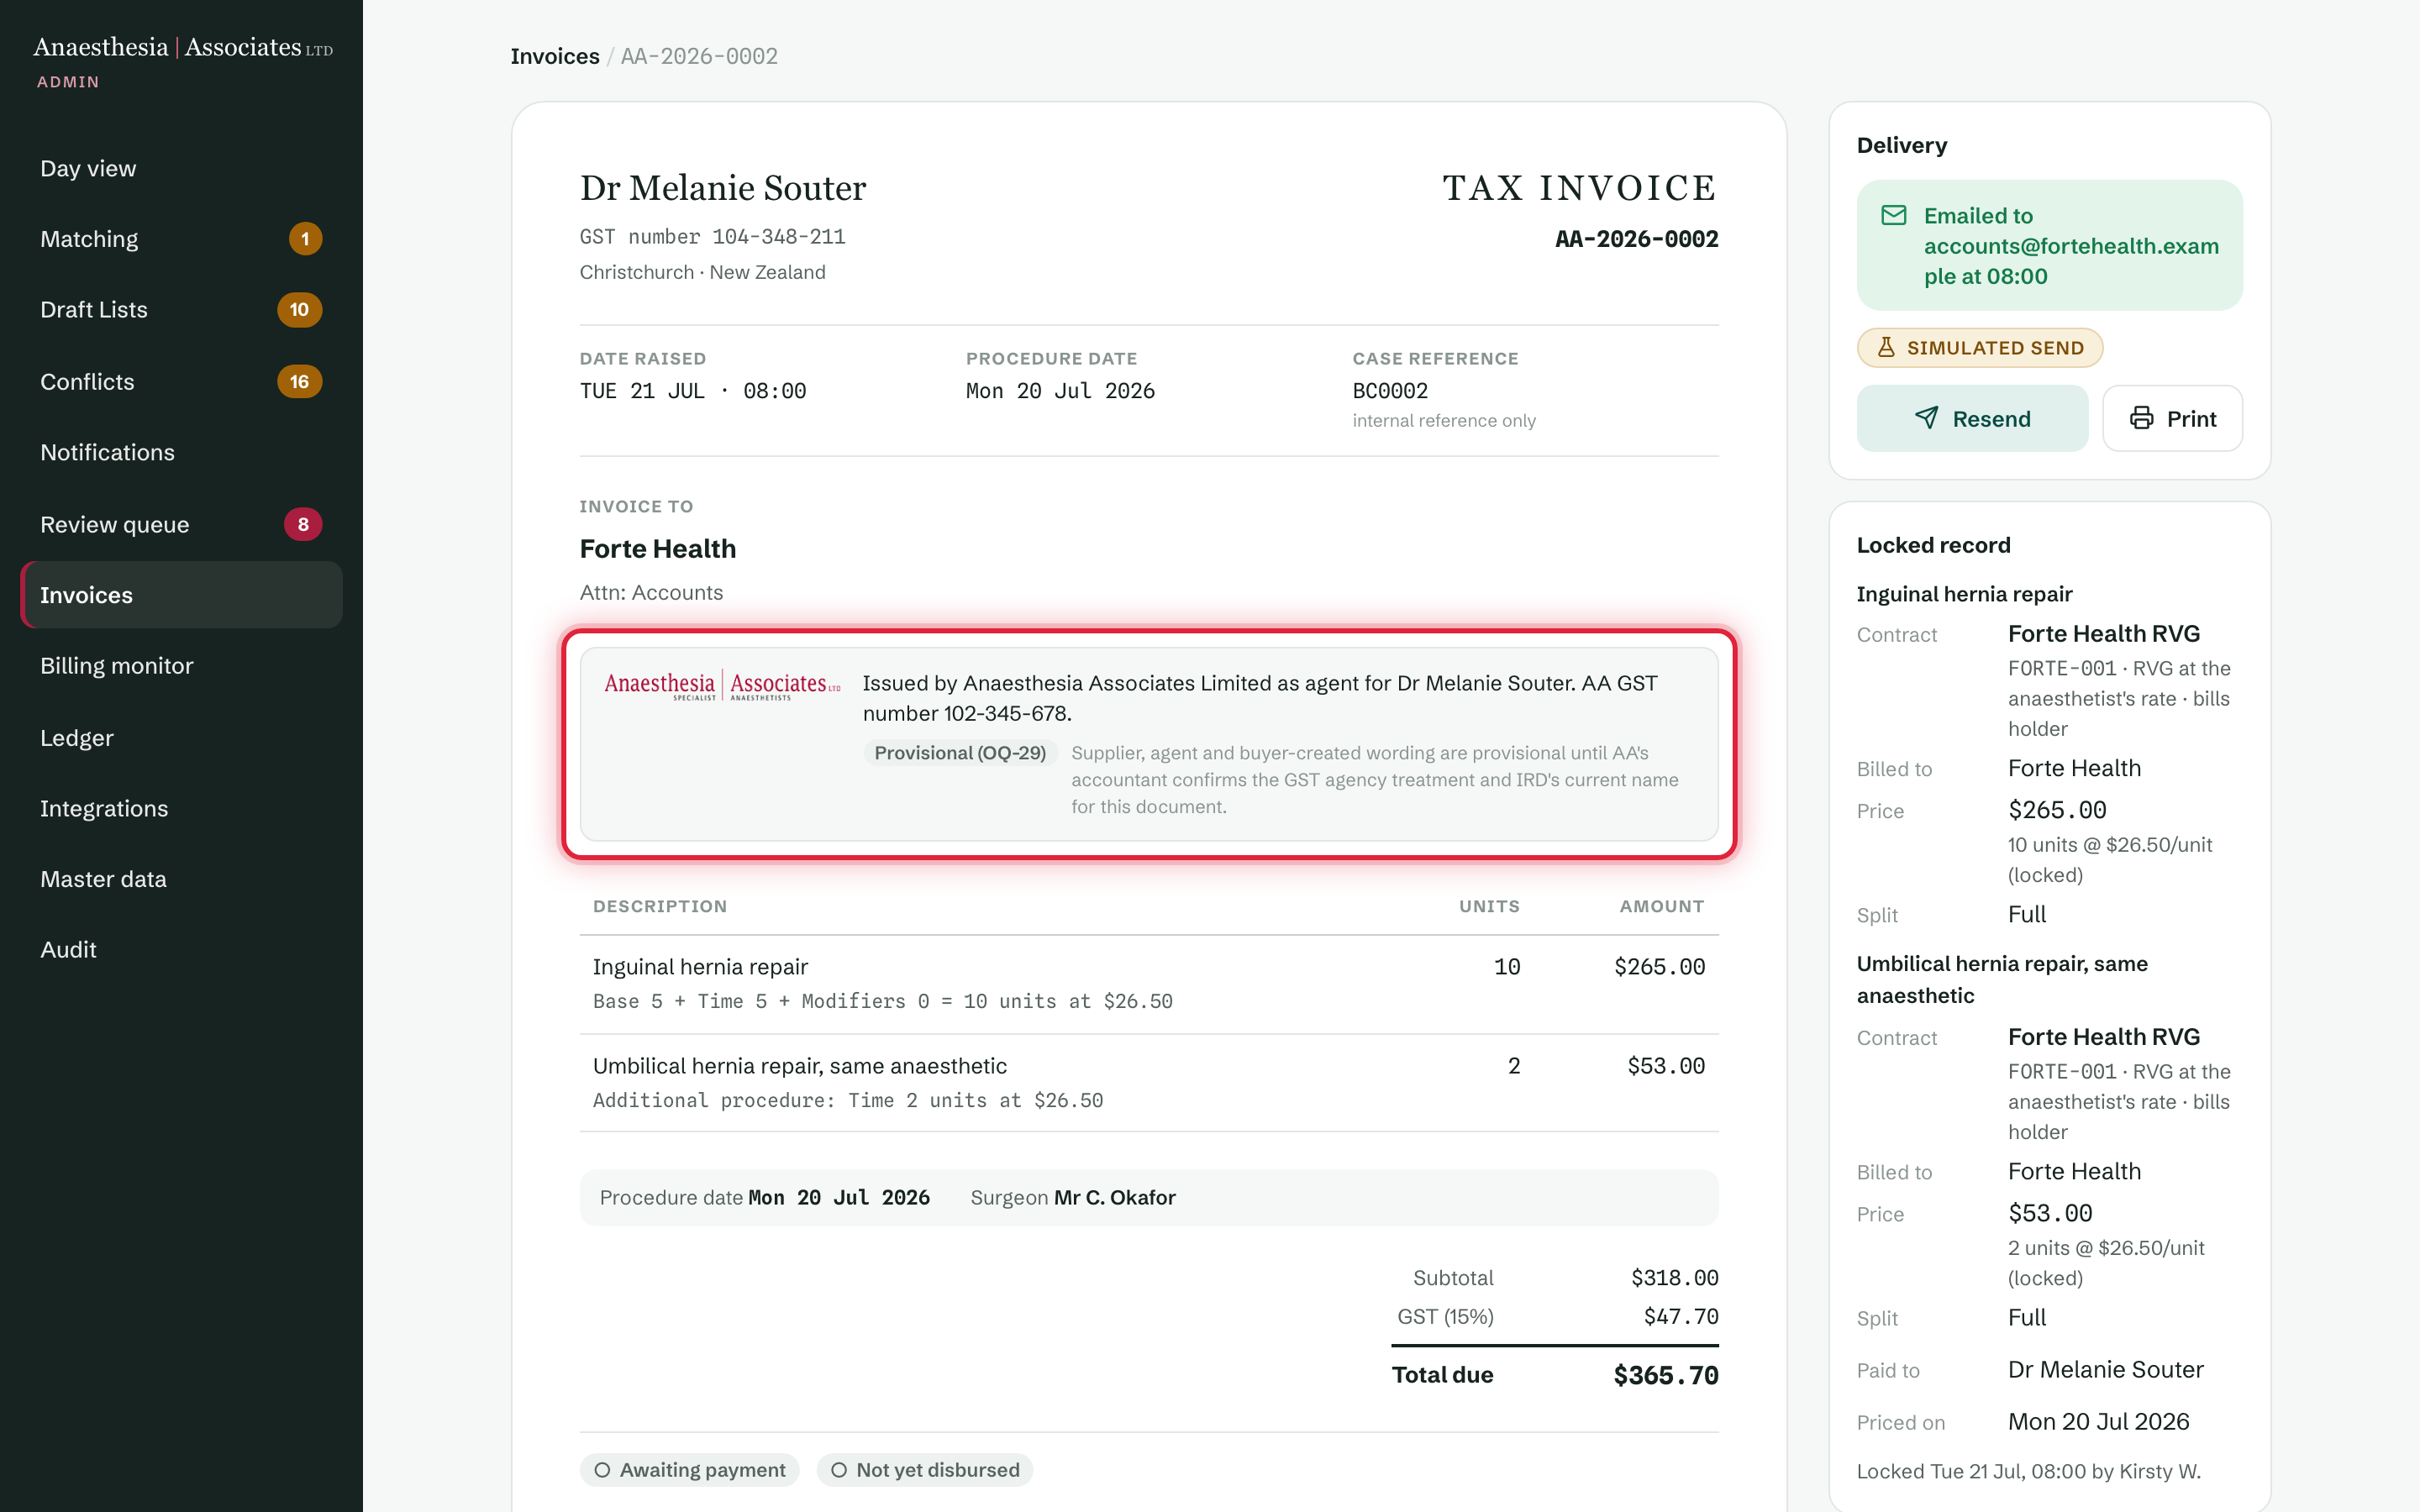 Anaesthesia | Associates LTD
ADMIN
Day view
Matching 1
Draft Lists 10
Conflicts 16
Notifications
Review queue 8
Invoices
Billing monitor
Ledger
Integrations
Master data
Audit
Invoices / AA-2026-0002
Dr Melanie Souter
GST number 104-348-211
Christchurch · New Zealand
TAX INVOICE
AA-2026-0002
DATE RAISED
TUE 21 JUL · 08:00
PROCEDURE DATE
Mon 20 Jul 2026
CASE REFERENCE
BC0002
internal reference only
INVOICE TO
Forte Health
Attn: Accounts
Anaesthesia | Associates LTD
SPECIALIST ANAESTHETISTS
Issued by Anaesthesia Associates Limited as agent for Dr Melanie Souter. AA GST
number 102-345-678.
Provisional (OQ-29)
Supplier, agent and buyer-created wording are provisional until AA's
accountant confirms the GST agency treatment and IRD's current name
for this document.
DESCRIPTION UNITS AMOUNT
Inguinal hernia repair 10 $265.00
Base 5 + Time 5 + Modifiers 0 = 10 units at $26.50
Umbilical hernia repair, same anaesthetic 2 $53.00
Additional procedure: Time 2 units at $26.50
Procedure date Mon 20 Jul 2026 Surgeon Mr C. Okafor
Subtotal $318.00
GST (15%) $47.70
Total due $365.70
Awaiting payment Not yet disbursed
Delivery
Emailed to
accounts@fortehealth.exam
ple at 08:00
SIMULATED SEND
Resend Print
Locked record
Inguinal hernia repair
Contract Forte Health RVG
FORTE-001 · RVG at the
anaesthetist's rate · bills
holder
Billed to Forte Health
Price $265.00
10 units @ $26.50/unit
(locked)
Split Full
Umbilical hernia repair, same
anaesthetic
Contract Forte Health RVG
FORTE-001 · RVG at the
anaesthetist's rate · bills
holder
Billed to Forte Health
Price $53.00
2 units @ $26.50/unit
(locked)
Split Full
Paid to Dr Melanie Souter
Priced on Mon 20 Jul 2026
Locked Tue 21 Jul, 08:00 by Kirsty W.